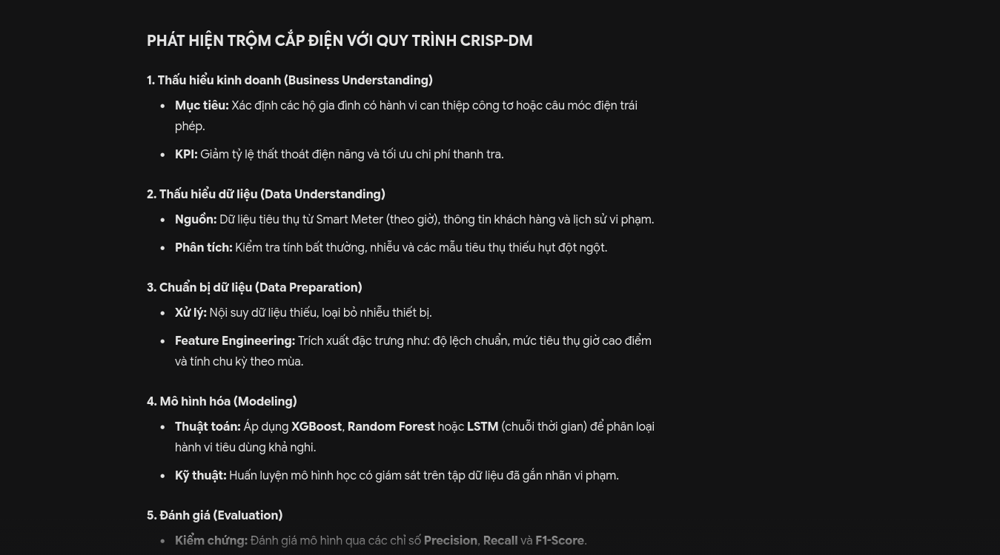 PHÁT HIỆN TRỘM CẮP ĐIỆN VỚI QUY TRÌNH CRISP-DM
1. Thấu hiểu kinh doanh (Business Understanding)
• Mục tiêu: Xác định các hộ gia đình có hành vi can thiệp công tơ hoặc câu móc điện trái
phép.
• KPI: Giảm tỷ lệ thất thoát điện năng và tối ưu chi phí thanh tra.
2. Thấu hiểu dữ liệu (Data Understanding)
• Nguồn: Dữ liệu tiêu thụ từ Smart Meter (theo giờ), thông tin khách hàng và lịch sử vi phạm.
• Phân tích: Kiểm tra tính bất thường, nhiễu và các mẫu tiêu thụ thiếu hụt đột ngột.
3. Chuẩn bị dữ liệu (Data Preparation)
• Xử lý: Nội suy dữ liệu thiếu, loại bỏ nhiễu thiết bị.
• Feature Engineering: Trích xuất đặc trưng như: độ lệch chuẩn, mức tiêu thụ giờ cao điểm
và tính chu kỳ theo mùa.
4. Mô hình hóa (Modeling)
• Thuật toán: Áp dụng XGBoost, Random Forest hoặc LSTM (chuỗi thời gian) để phân loại
hành vi tiêu dùng khả nghi.
• Kỹ thuật: Huấn luyện mô hình học có giám sát trên tập dữ liệu đã gắn nhãn vi phạm.
5. Đánh giá (Evaluation)
• Kiểm chứng: Đánh giá mô hình qua các chỉ số Precision, Recall và F1-Score.